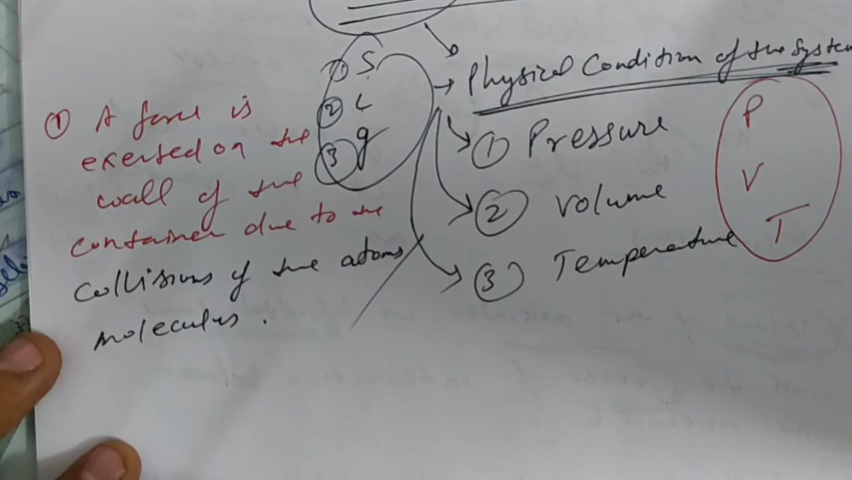 ① S
② L
③ g
Physical Condition of the System
① Pressure
② volume
③ Temperature
P
V
T
① A force is
exerted on the
wall of the
container due to the
Collisions of the atoms
molecules.